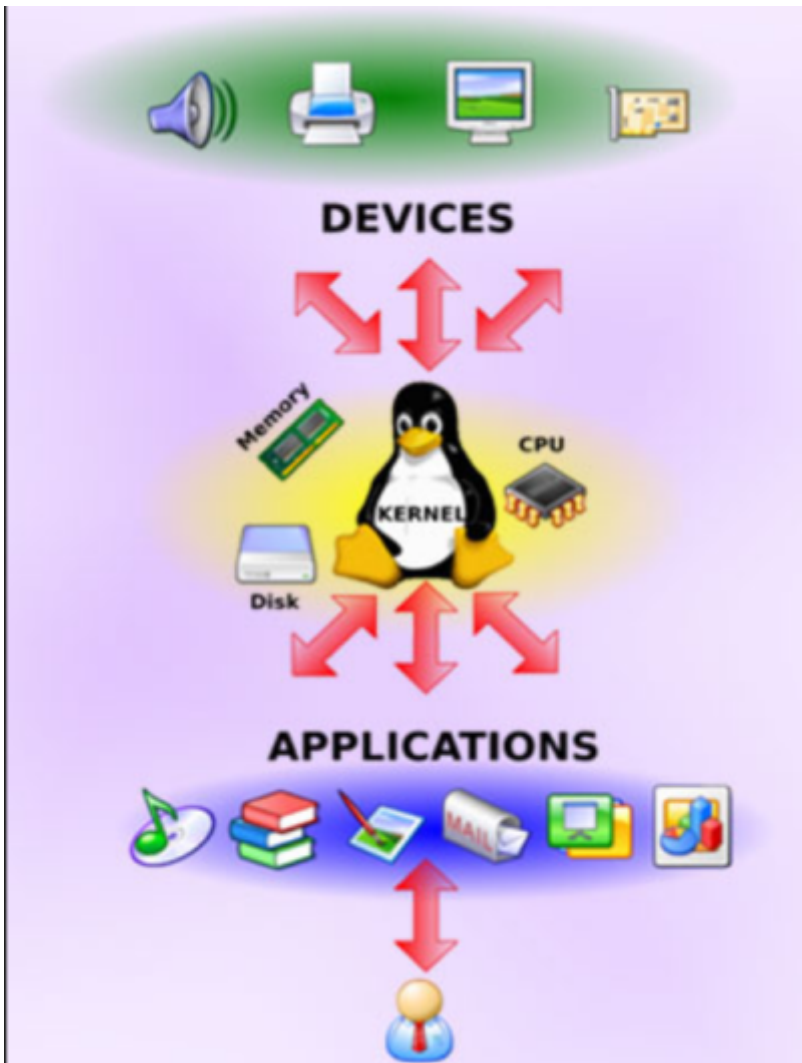 DEVICES
Memory
CPU
KERNEL
Disk
APPLICATIONS
MAIL